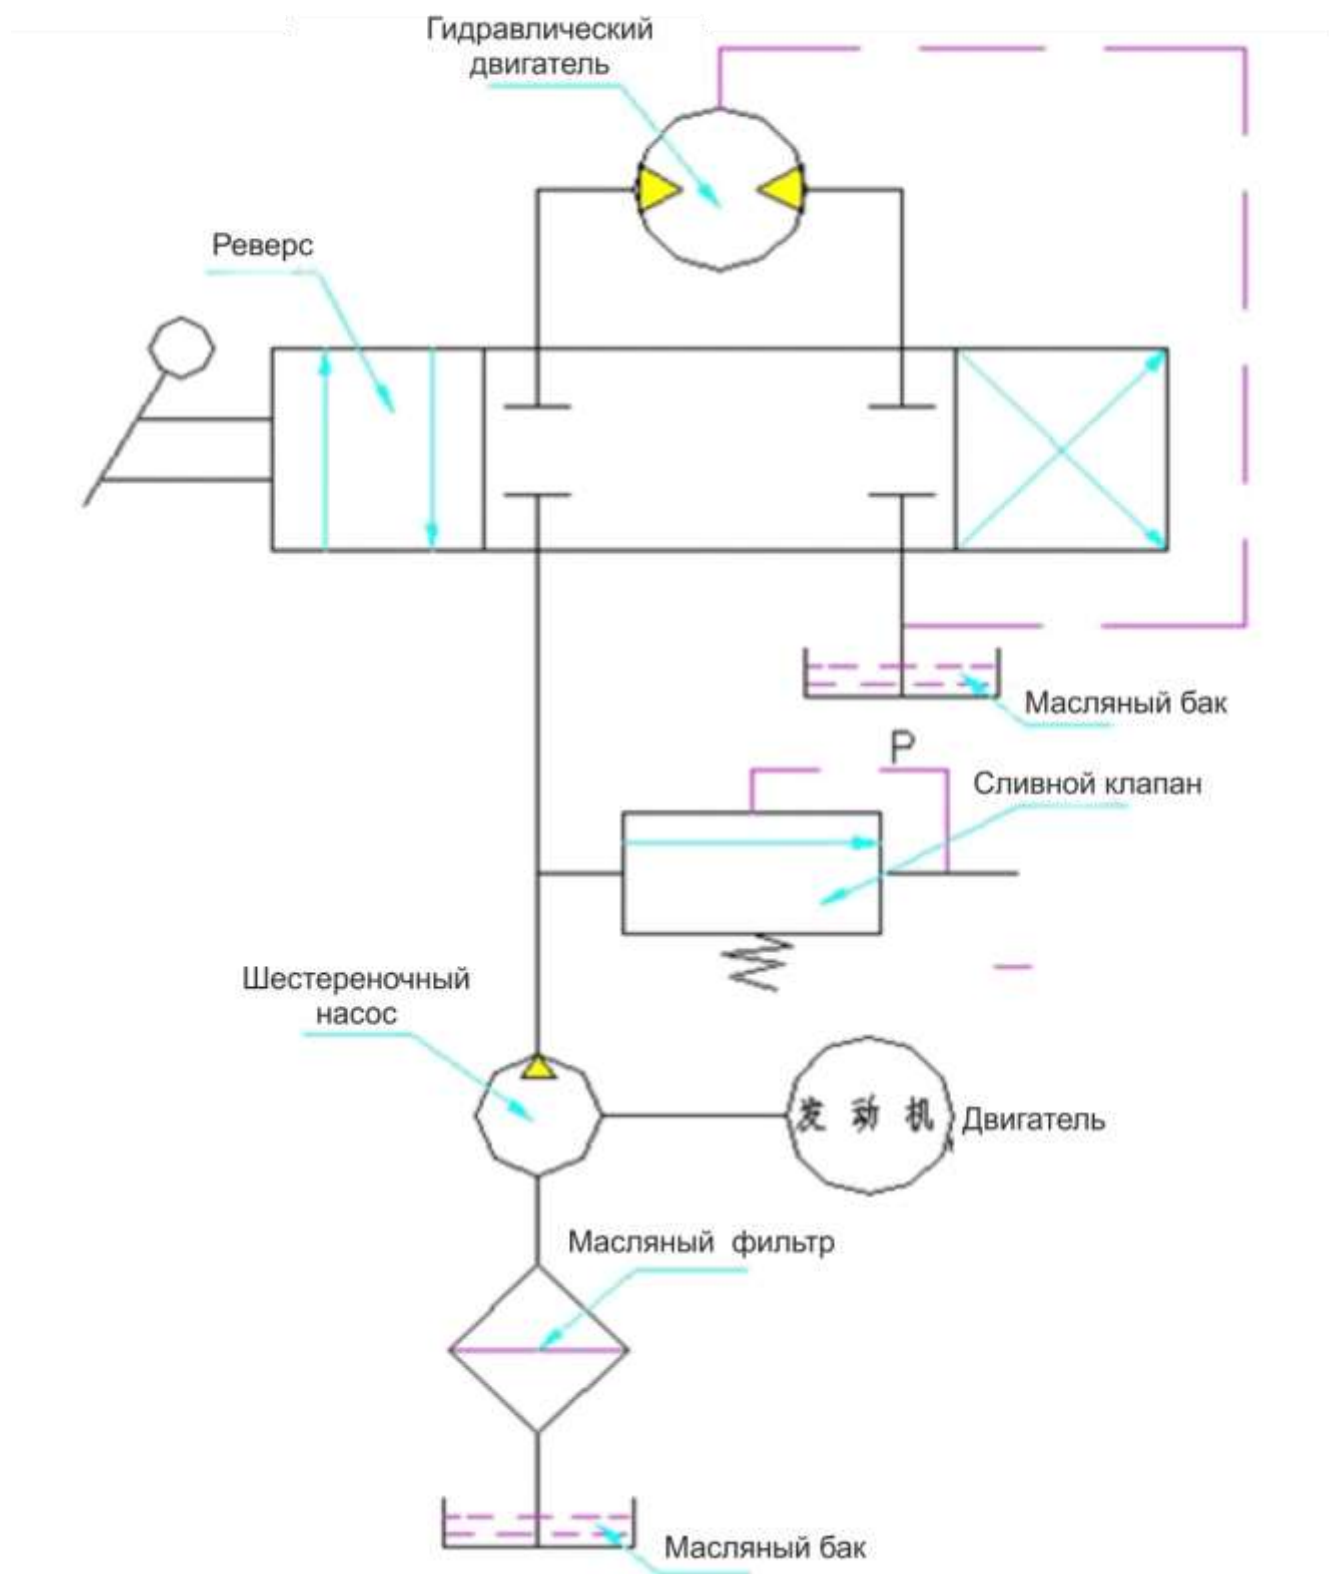 Гидравлический
двигатель
Реверс
Масляный бак
P
Сливной клапан
Шестереночный
насос
发动机
Двигатель
Масляный фильтр
Масляный бак